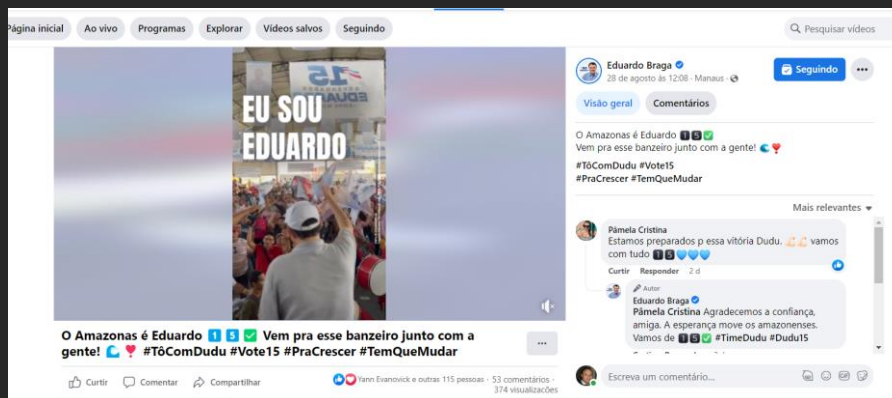 Página inicial
Ao vivo
Programas
Explorar
Vídeos salvos
Seguindo
Pesquisar vídeos
15
EDUARDO
EU SOU
EDUARDO
O Amazonas é Eduardo 1️⃣5️⃣✅ Vem pra esse banzeiro junto com a
gente! 🌊❣️ #TôComDudu #Vote15 #PraCrescer #TemQueMudar
...
Curtir
Comentar
Compartilhar
Yann Evanovick e outras 115 pessoas · 53 comentários ·
374 visualizações
Eduardo Braga
28 de agosto às 12:08 · Manaus ·
Seguindo
...
Visão geral
Comentários
O Amazonas é Eduardo 1️⃣5️⃣✅
Vem pra esse banzeiro junto com a gente! 🌊❣️
#TôComDudu #Vote15
#PraCrescer #TemQueMudar
Mais relevantes
Pâmela Cristina
Estamos preparados p essa vitória Dudu. 💪🏻💪🏻 vamos
com tudo 1️⃣5️⃣💙💙💙
Curtir Responder 2 d
Autor
Eduardo Braga
Pâmela Cristina Agradecemos a confiança,
amiga. A esperança move os amazonenses.
Vamos de 1️⃣5️⃣✅ #TimeDudu #Dudu15
Escreva um comentário...
GIF